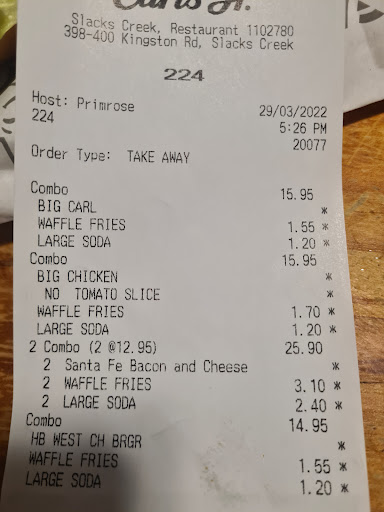 Carls Jr.
Slacks Creek, Restaurant 1102780
398-400 Kingston Rd, Slacks Creek
224
Host: Primrose 29/03/2022
224 5:26 PM
20077
Order Type: TAKE AWAY
Combo 15.95
BIG CARL *
WAFFLE FRIES 1.55 *
LARGE SODA 1.20 *
Combo 15.95
BIG CHICKEN *
NO TOMATO SLICE *
WAFFLE FRIES 1.70 *
LARGE SODA 1.20 *
2 Combo (2 @12.95) 25.90
2 Santa Fe Bacon and Cheese *
2 WAFFLE FRIES 3.10 *
2 LARGE SODA 2.40 *
Combo 14.95
HB WEST CH BRGR *
WAFFLE FRIES 1.55 *
LARGE SODA 1.20 *